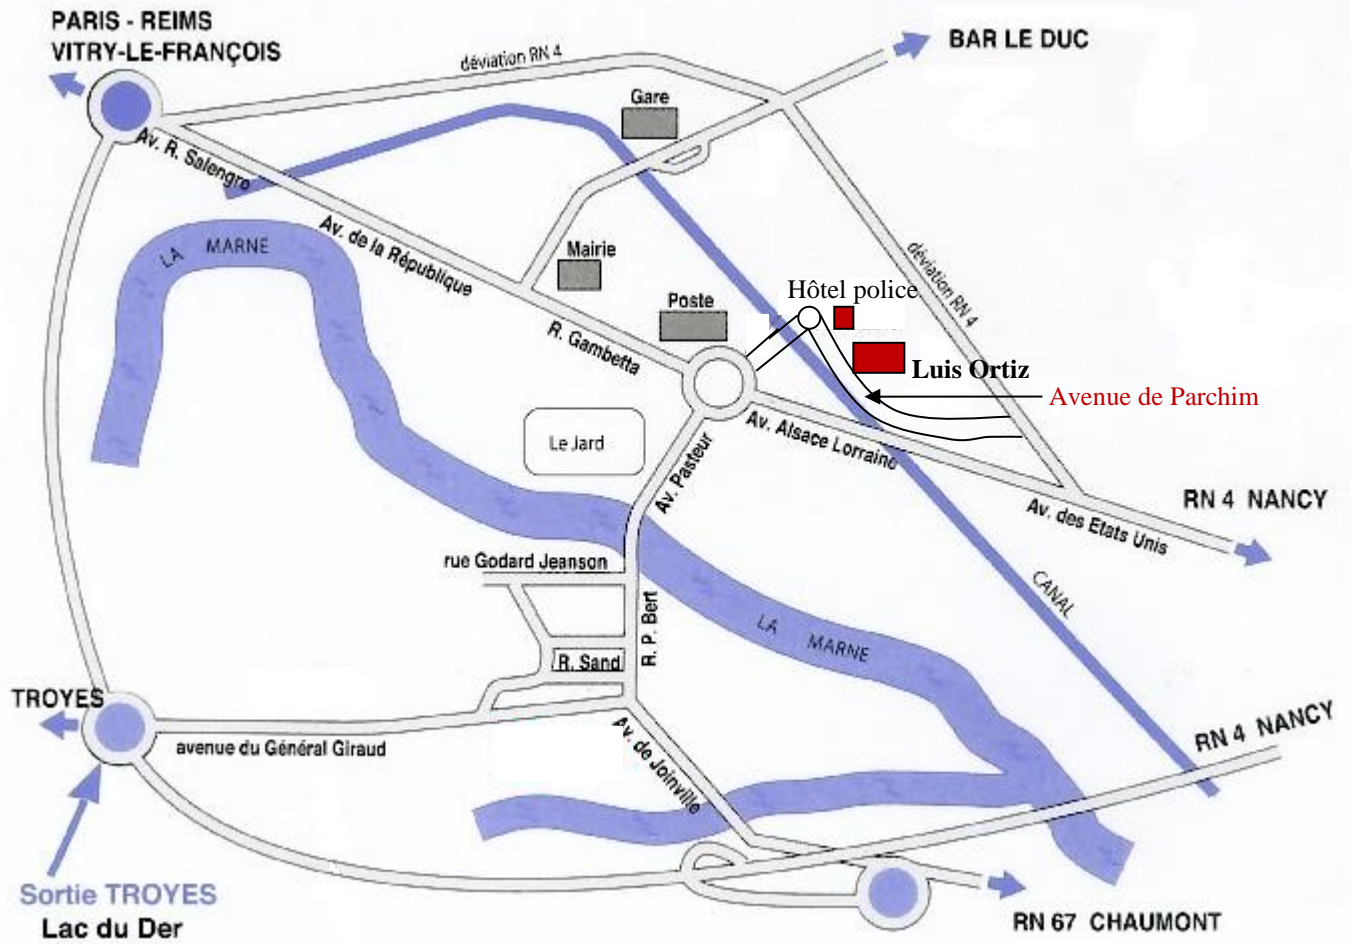 PARIS - REIMS
VITRY-LE-FRANÇOIS
BAR LE DUC
déviation RN 4
Gare
Av. R. Salengro
Av. de la République
LA MARNE
Mairie
Poste
R. Gambetta
Hôtel police
déviation RN 4
Luis Ortiz
Avenue de Parchim
Av. Alsace Lorraine
Le Jard
Av. Pasteur
RN 4 NANCY
Av. des Etats Unis
rue Godard Jeanson
CANAL
R. P. Bert
LA MARNE
R. Sand
TROYES
avenue du Général Giraud
Av. de Joinville
RN 4 NANCY
Sortie TROYES
Lac du Der
RN 67 CHAUMONT